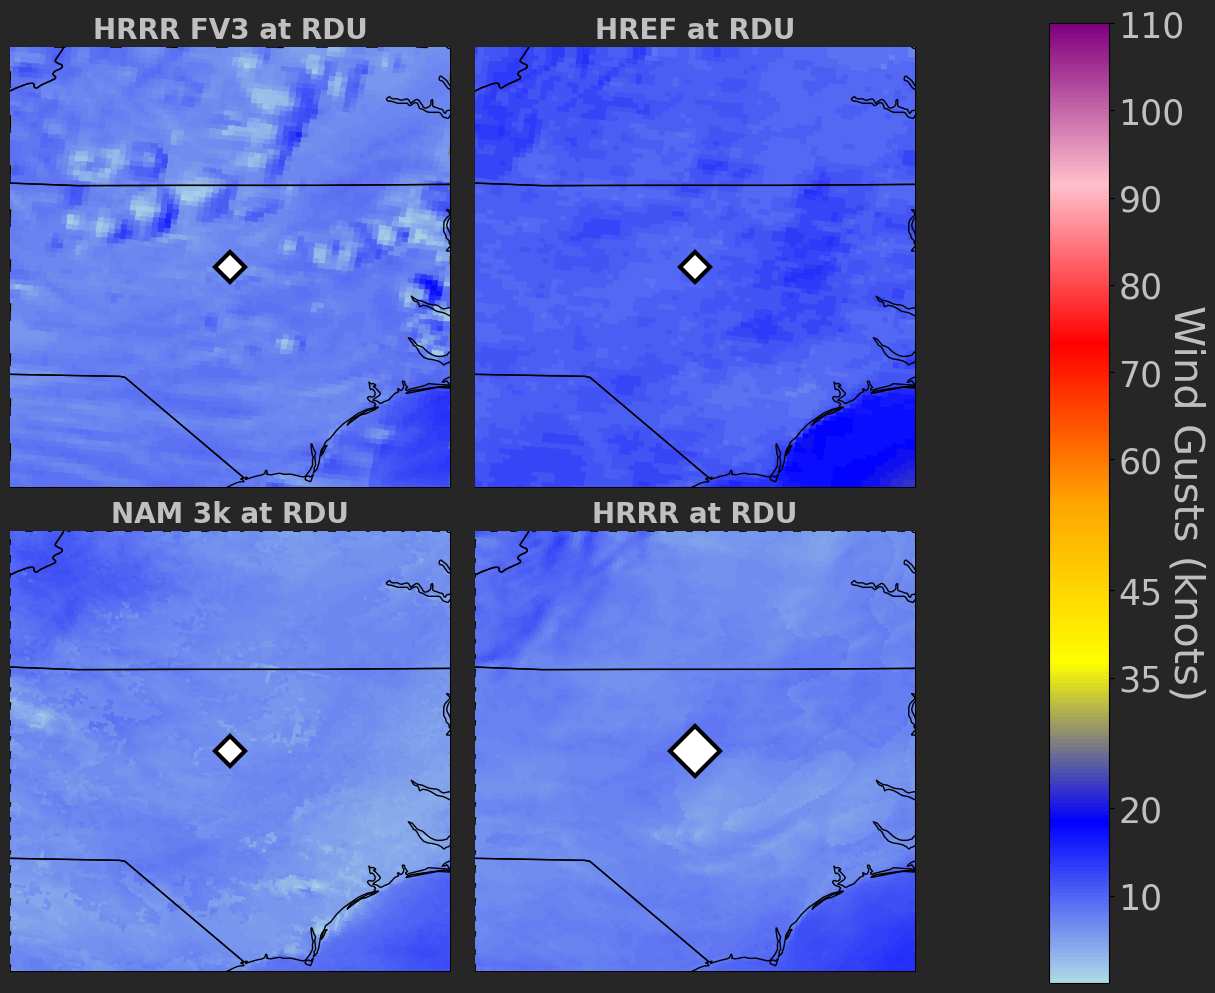 HRRR FV3 at RDU
HREF at RDU
NAM 3k at RDU
HRRR at RDU
110
100
90
80
70
60
45
35
20
10
Wind Gusts (knots)